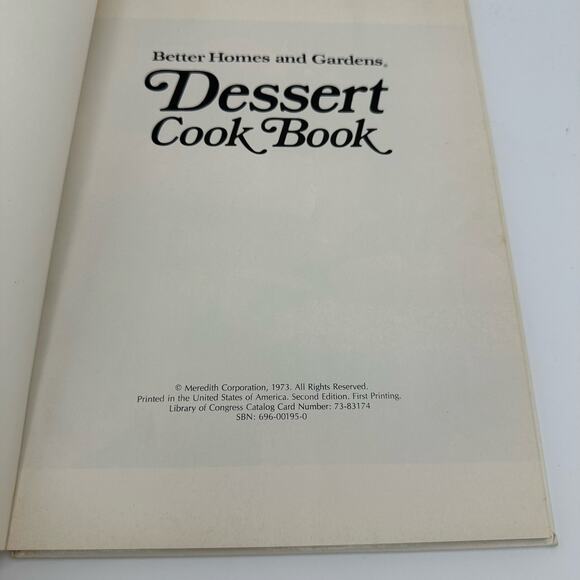 Better Homes and Gardens®
Dessert
Cook Book
© Meredith Corporation, 1973. All Rights Reserved.
Printed in the United States of America. Second Edition. First Printing.
Library of Congress Catalog Card Number: 73-83174
SBN: 696-00195-0